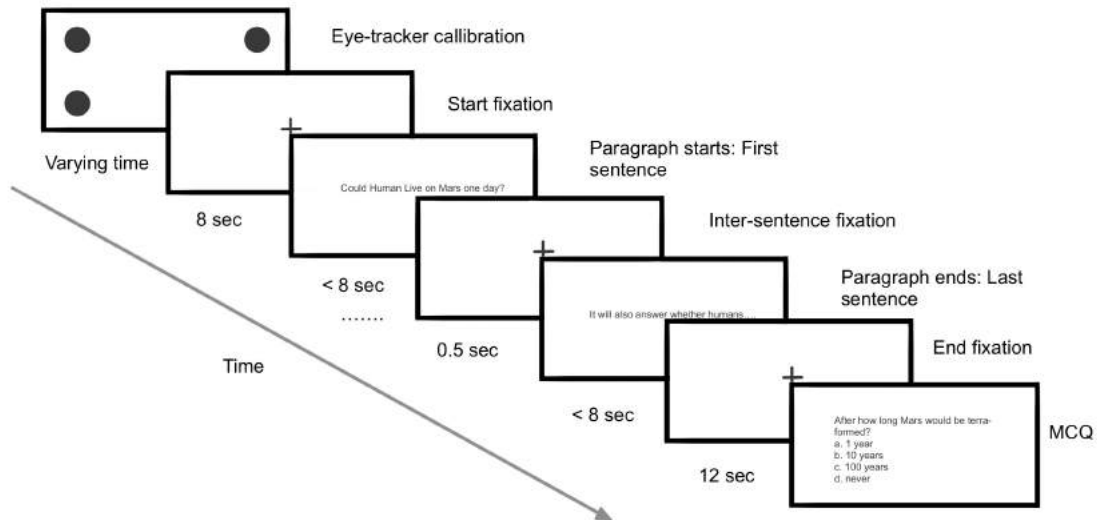 Eye-tracker callibration
Start fixation
Varying time
Paragraph starts: First
sentence
Could Human Live on Mars one day?
8 sec
Inter-sentence fixation
< 8 sec
.......
Paragraph ends: Last
sentence
It will also answer whether humans....
0.5 sec
End fixation
Time
< 8 sec
After how long Mars would be terra-
formed?
a. 1 year
b. 10 years
c. 100 years
d. never
MCQ
12 sec